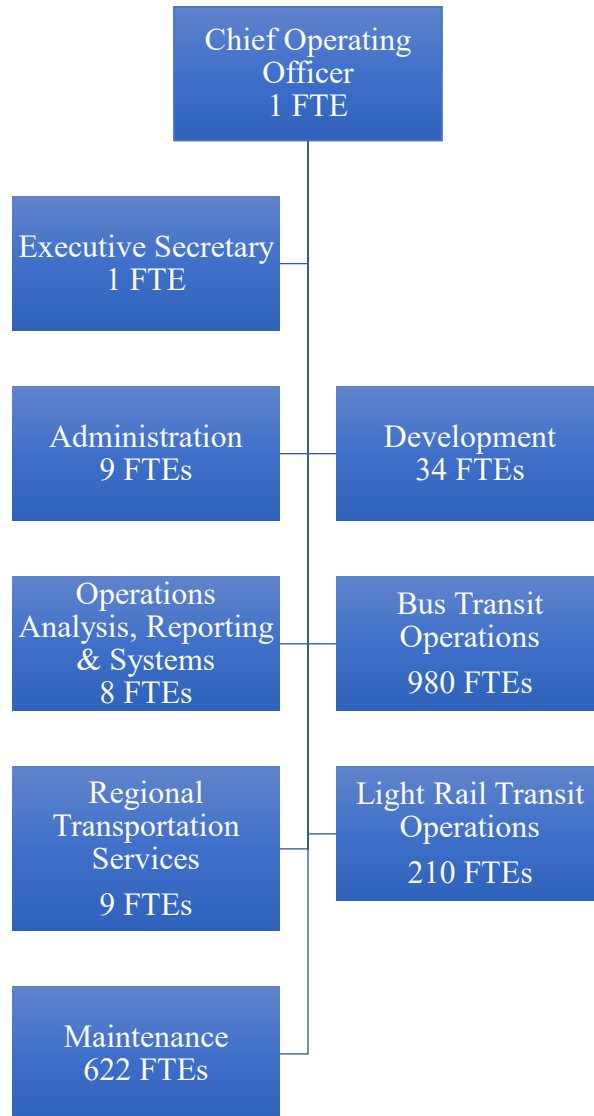 Chief Operating
Officer
1 FTE
Executive Secretary
1 FTE
Administration
9 FTEs
Development
34 FTEs
Operations
Analysis, Reporting
& Systems
8 FTEs
Bus Transit
Operations
980 FTEs
Regional
Transportation
Services
9 FTEs
Light Rail Transit
Operations
210 FTEs
Maintenance
622 FTEs